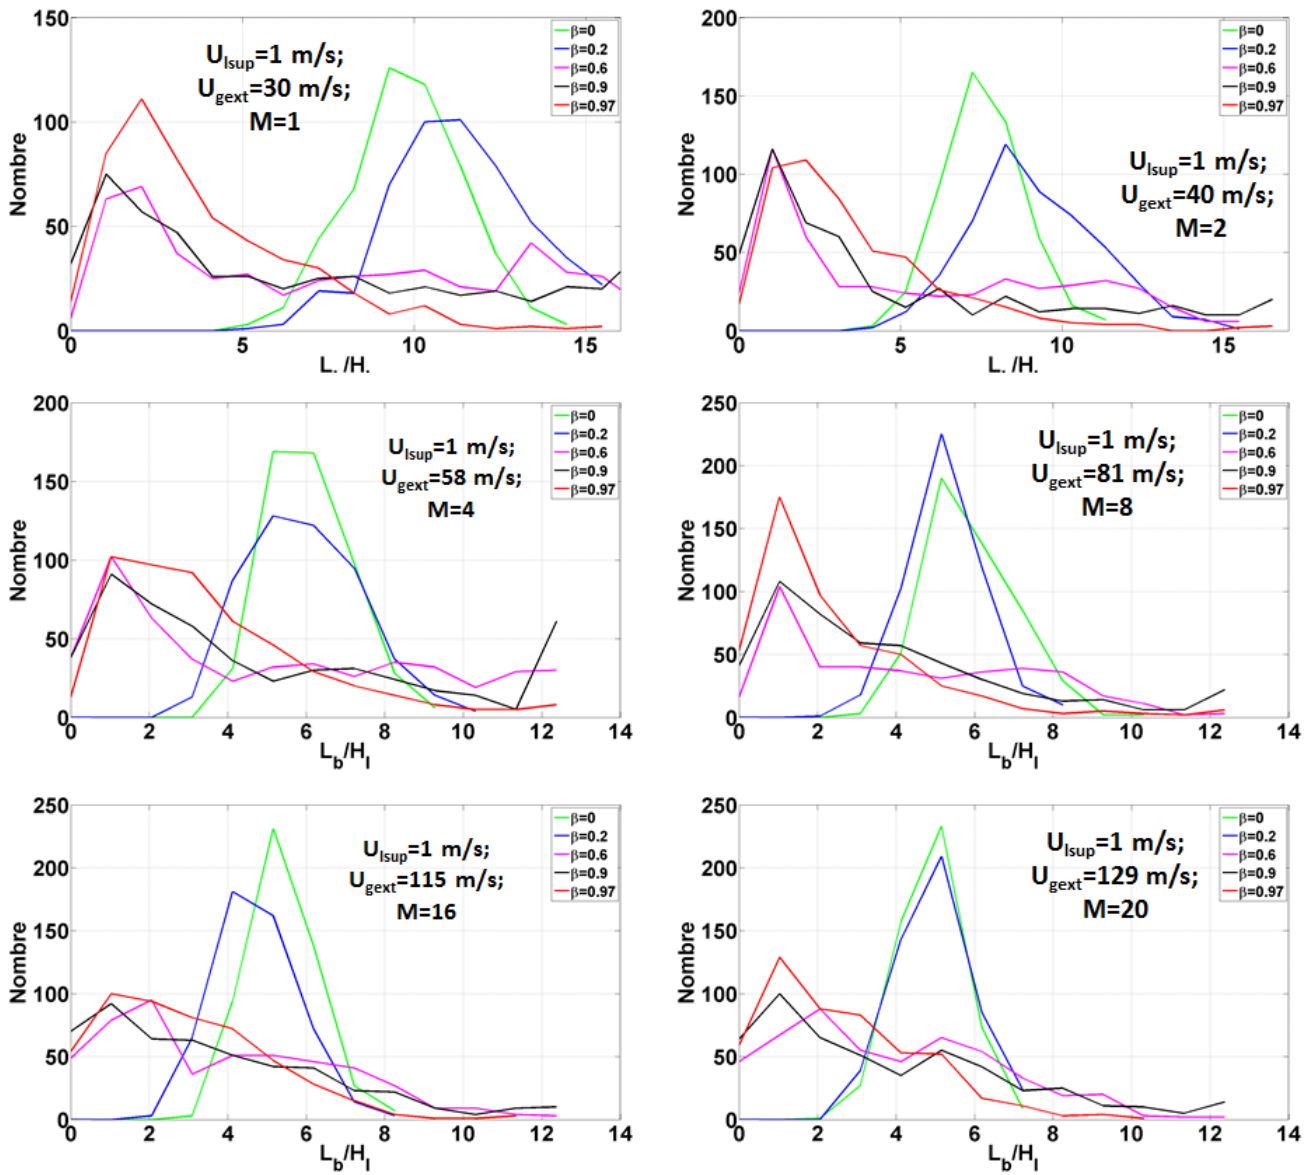 150
100
50
0
Nombre
U_lsup=1 m/s;
U_gext=30 m/s;
M=1
β=0
β=0.2
β=0.6
β=0.9
β=0.97
0 5 10 15
L. /H.
200
150
100
50
0
Nombre
β=0
β=0.2
β=0.6
β=0.9
β=0.97
U_lsup=1 m/s;
U_gext=40 m/s;
M=2
0 5 10 15
L. /H.
200
150
100
50
0
Nombre
U_lsup=1 m/s;
U_gext=58 m/s;
M=4
β=0
β=0.2
β=0.6
β=0.9
β=0.97
0 2 4 6 8 10 12 14
L_b/H_l
250
200
150
100
50
0
Nombre
U_lsup=1 m/s;
U_gext=81 m/s;
M=8
β=0
β=0.2
β=0.6
β=0.9
β=0.97
0 2 4 6 8 10 12 14
L_b/H_l
250
200
150
100
50
0
Nombre
U_lsup=1 m/s;
U_gext=115 m/s;
M=16
β=0
β=0.2
β=0.6
β=0.9
β=0.97
0 2 4 6 8 10 12 14
L_b/H_l
250
200
150
100
50
0
Nombre
U_lsup=1 m/s;
U_gext=129 m/s;
M=20
β=0
β=0.2
β=0.6
β=0.9
β=0.97
0 2 4 6 8 10 12 14
L_b/H_l